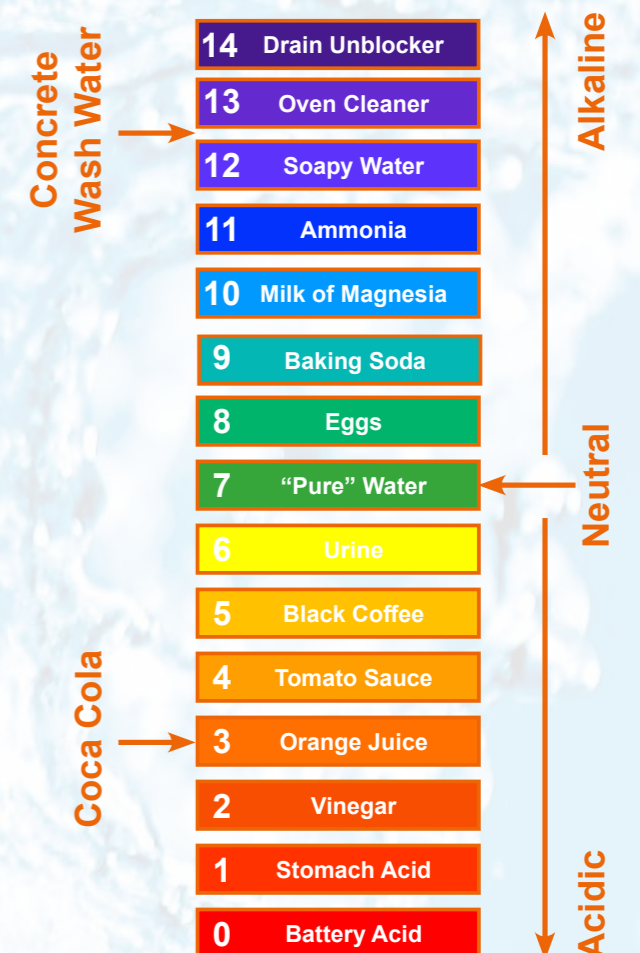 Concrete
Wash Water
Coca Cola
14 Drain Unblocker
13 Oven Cleaner
12 Soapy Water
11 Ammonia
10 Milk of Magnesia
9 Baking Soda
8 Eggs
7 “Pure” Water
6 Urine
5 Black Coffee
4 Tomato Sauce
3 Orange Juice
2 Vinegar
1 Stomach Acid
0 Battery Acid
Alkaline
Neutral
Acidic